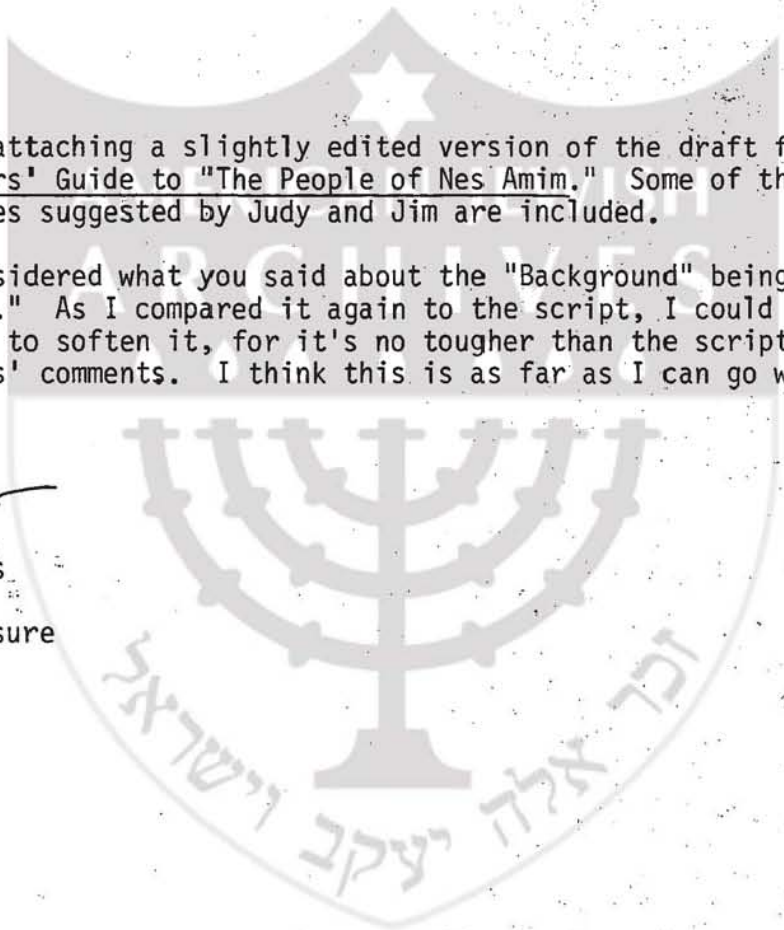 attaching a slightly edited version of the draft f
rs' Guide to "The People of Nes Amim." Some of th
es suggested by Judy and Jim are included.
sidered what you said about the "Background" being
." As I compared it again to the script, I could
to soften it, for it's no tougher than the script
s' comments. I think this is as far as I can go w
s
sure
AMERICAN JEWISH
ARCHIVES
זכר אלה יעקב וישראל